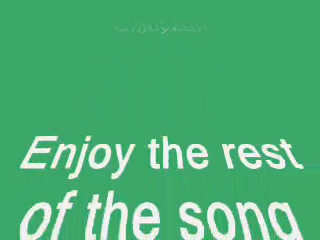 Enjoy the rest
of the song